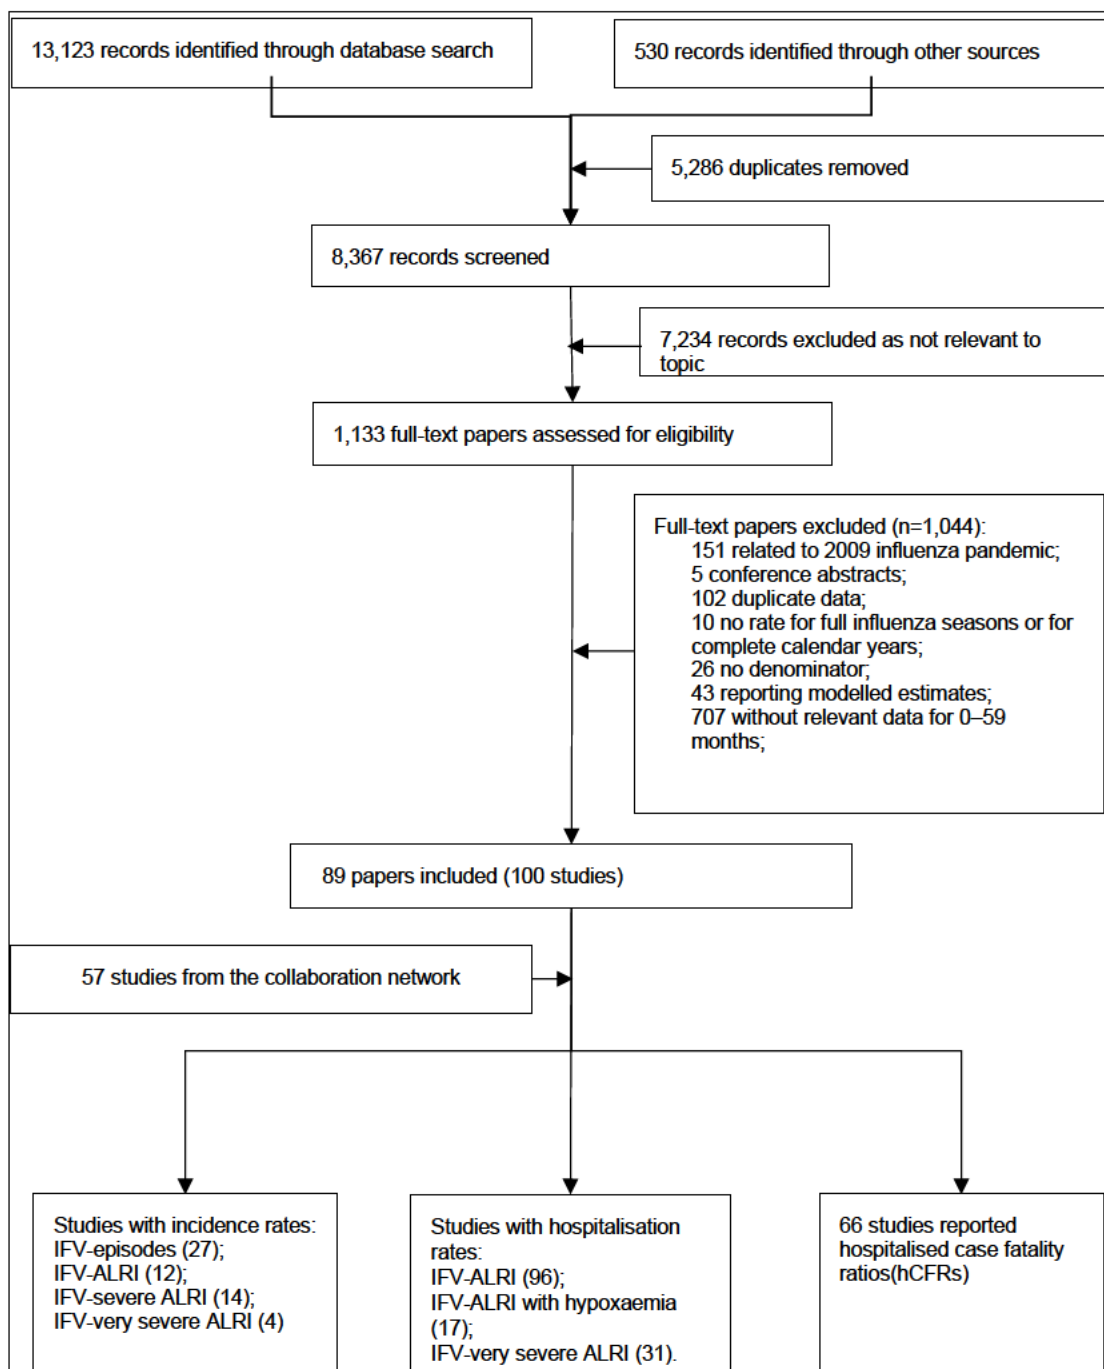 13,123 records identified through database search
530 records identified through other sources
5,286 duplicates removed
8,367 records screened
7,234 records excluded as not relevant to
topic
1,133 full-text papers assessed for eligibility
Full-text papers excluded (n=1,044):
151 related to 2009 influenza pandemic;
5 conference abstracts;
102 duplicate data;
10 no rate for full influenza seasons or for
complete calendar years;
26 no denominator;
43 reporting modelled estimates;
707 without relevant data for 0–59
months;
89 papers included (100 studies)
57 studies from the collaboration network
Studies with incidence rates:
IFV-episodes (27);
IFV-ALRI (12);
IFV-severe ALRI (14);
IFV-very severe ALRI (4)
Studies with hospitalisation
rates:
IFV-ALRI (96);
IFV-ALRI with hypoxaemia
(17);
IFV-very severe ALRI (31).
66 studies reported
hospitalised case fatality
ratios(hCFRs)